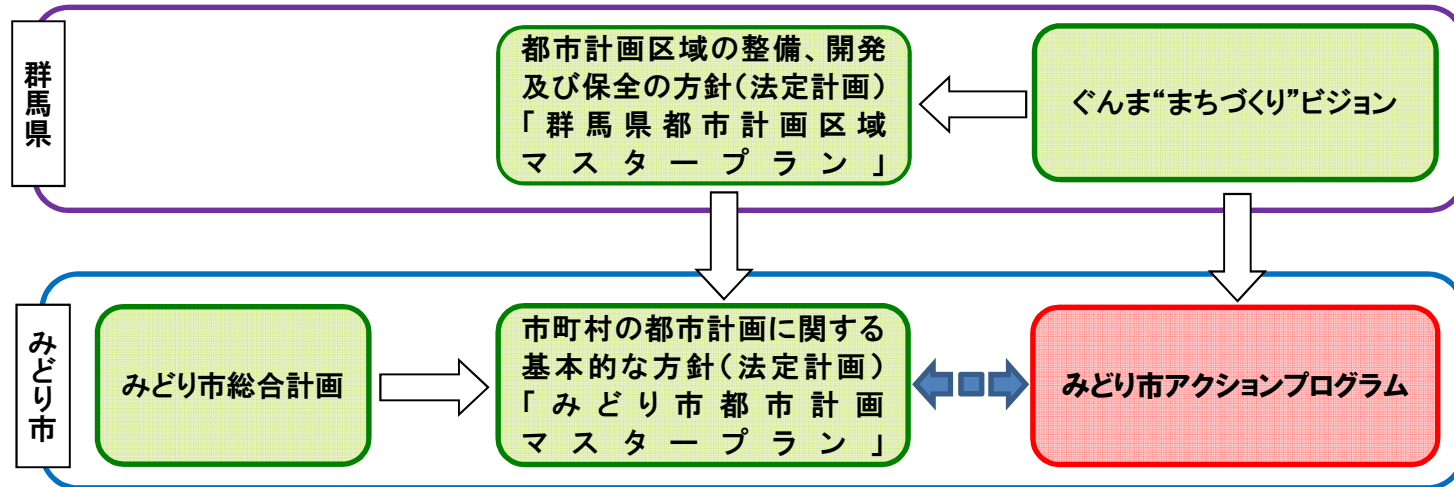 群馬県
都市計画区域の整備、開発
及び保全の方針(法定計画)
「群馬県都市計画区域
マスタープラン」
ぐんま“まちづくり”ビジョン
みどり市
みどり市総合計画
市町村の都市計画に関する
基本的な方針(法定計画)
「みどり市都市計画
マスタープラン」
みどり市アクションプログラム